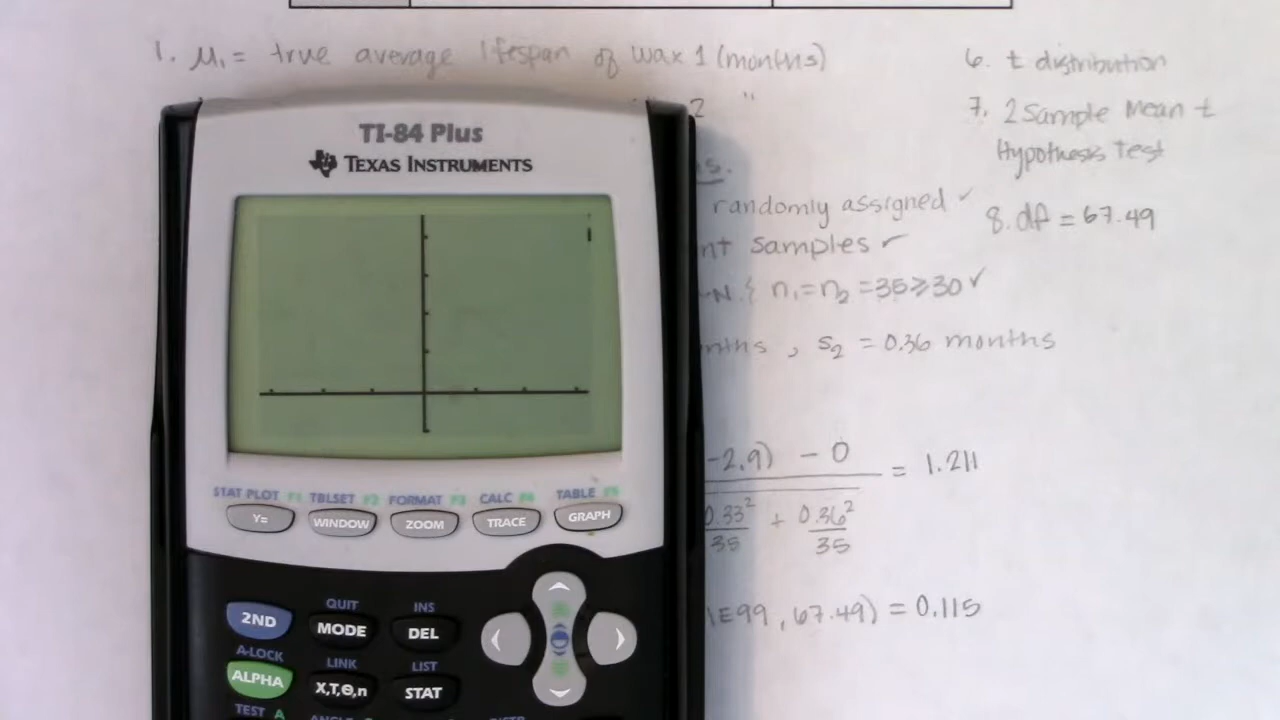 1. μ₁ = true average lifespan of wax 1 (months)
2 "
s.
randomly assigned ✓
nt samples ✓
n₁=n₂ =35≥30 ✓
nths , s₂ = 0.36 months
-2.9) - 0 = 1.211
0.33² + 0.36²
35 35
1E99, 67.49) = 0.115
6. t distribution
7. 2 Sample Mean t
Hypothesis Test
8. df = 67.49
TI-84 Plus
TEXAS INSTRUMENTS
STAT PLOT F1 TBLSET F2 FORMAT F3 CALC F4 TABLE F5
Y= WINDOW ZOOM TRACE GRAPH
QUIT INS
2ND MODE DEL
A-LOCK LINK LIST
ALPHA X,T,θ,n STAT
TEST A